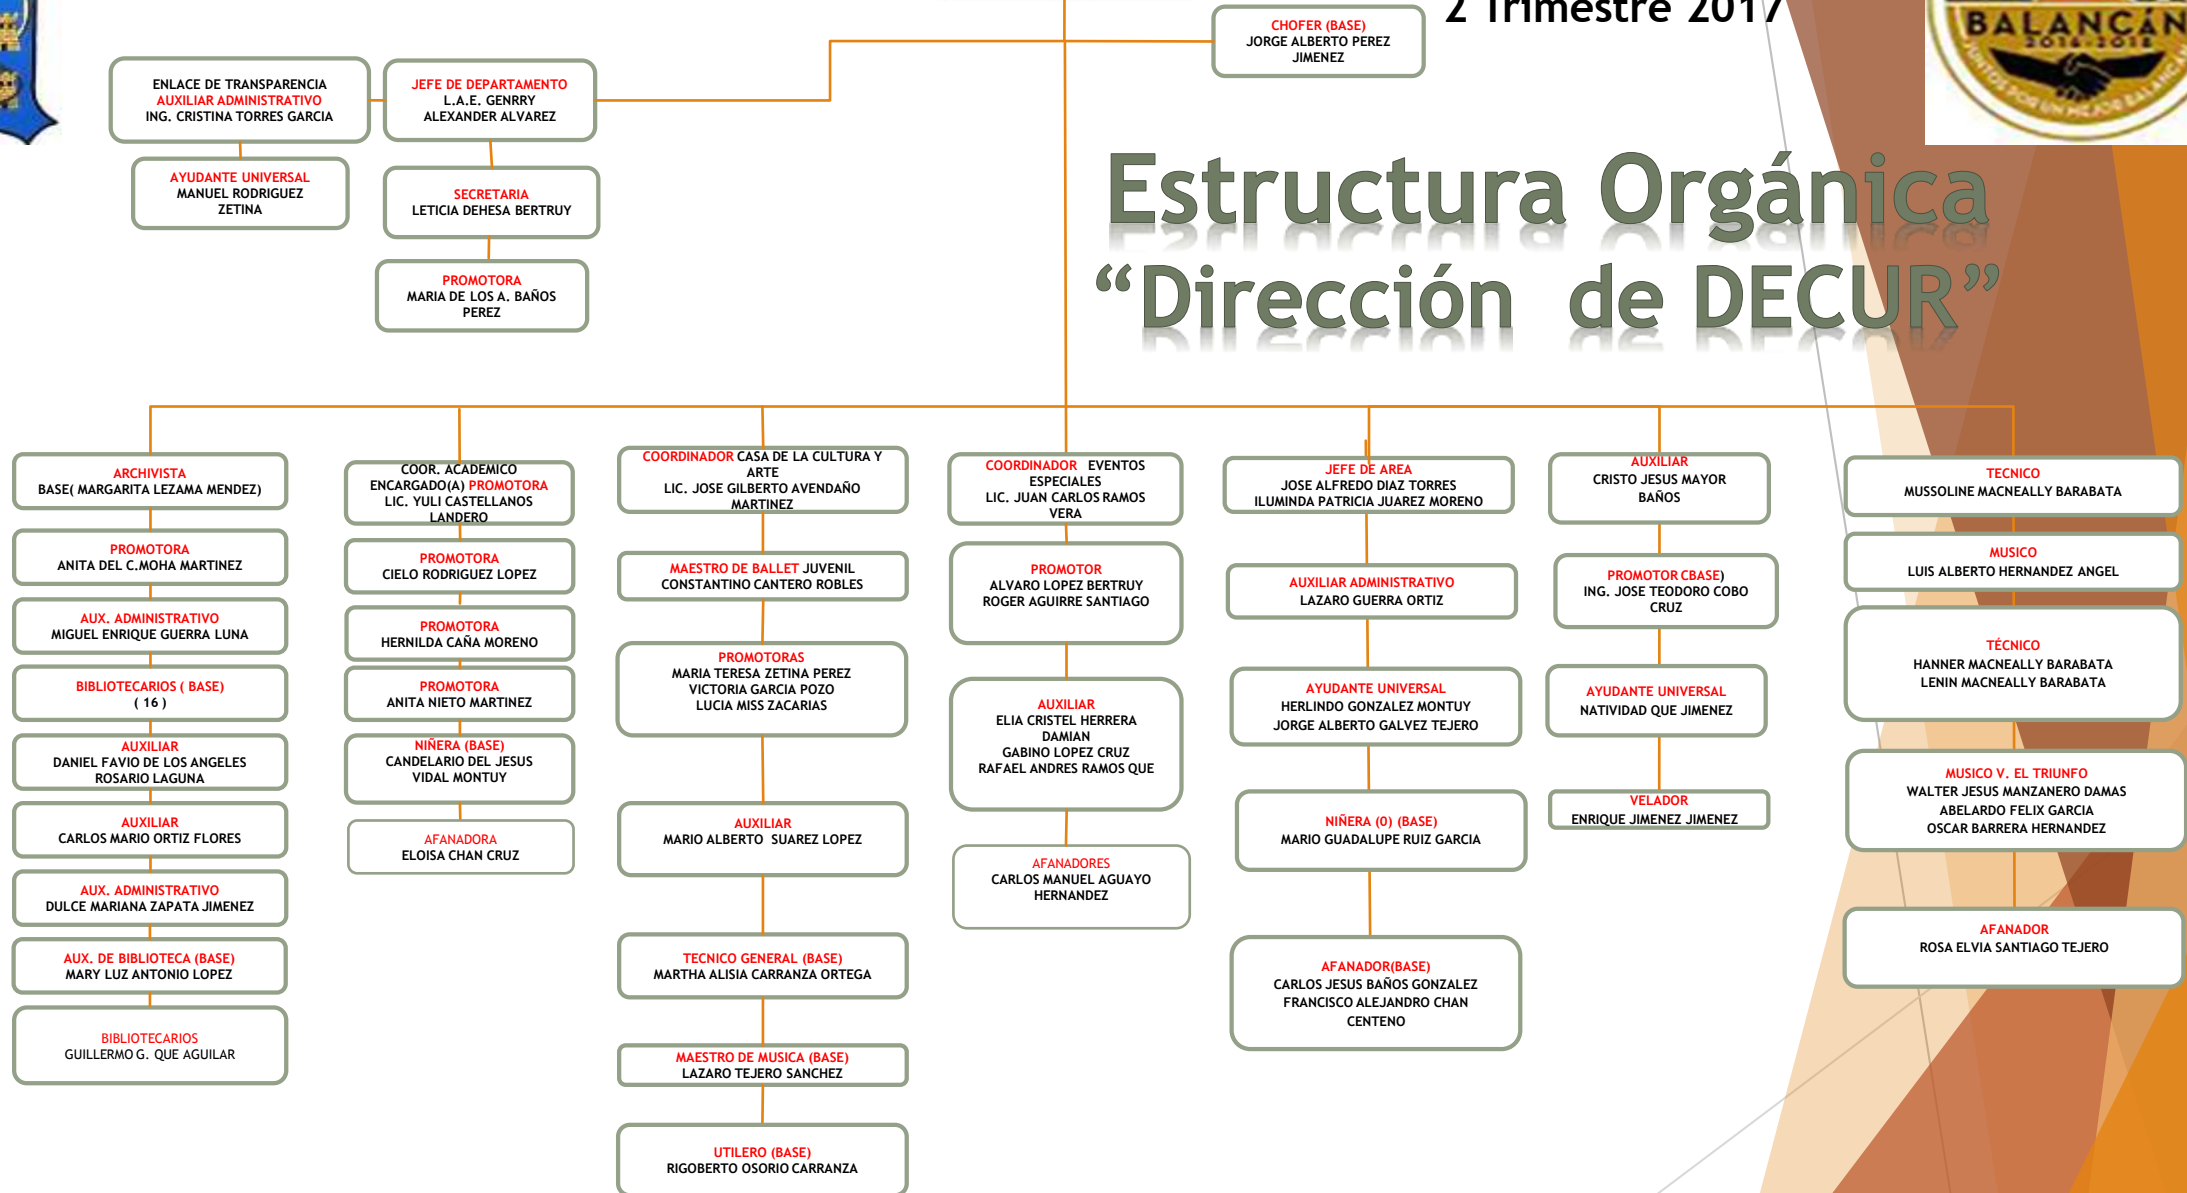 2 Trimestre 2017
CHOFER (BASE)
JORGE ALBERTO PEREZ
JIMENEZ
BALANCÁN
2016-2018
JUNTOS POR UN MEJOR BALANCÁN
ENLACE DE TRANSPARENCIA
AUXILIAR ADMINISTRATIVO
ING. CRISTINA TORRES GARCIA
JEFE DE DEPARTAMENTO
L.A.E. GENRRY
ALEXANDER ALVAREZ
AYUDANTE UNIVERSAL
MANUEL RODRIGUEZ
ZETINA
SECRETARIA
LETICIA DEHESA BERTRUY
PROMOTORA
MARIA DE LOS A. BAÑOS
PEREZ
Estructura Orgánica
“Dirección de DECUR”
ARCHIVISTA
BASE( MARGARITA LEZAMA MENDEZ)
PROMOTORA
ANITA DEL C.MOHA MARTINEZ
AUX. ADMINISTRATIVO
MIGUEL ENRIQUE GUERRA LUNA
BIBLIOTECARIOS ( BASE)
( 16 )
AUXILIAR
DANIEL FAVIO DE LOS ANGELES
ROSARIO LAGUNA
AUXILIAR
CARLOS MARIO ORTIZ FLORES
AUX. ADMINISTRATIVO
DULCE MARIANA ZAPATA JIMENEZ
AUX. DE BIBLIOTECA (BASE)
MARY LUZ ANTONIO LOPEZ
BIBLIOTECARIOS
GUILLERMO G. QUE AGUILAR
COOR. ACADEMICO
ENCARGADO(A) PROMOTORA
LIC. YULI CASTELLANOS
LANDERO
PROMOTORA
CIELO RODRIGUEZ LOPEZ
PROMOTORA
HERNILDA CAÑA MORENO
PROMOTORA
ANITA NIETO MARTINEZ
NIÑERA (BASE)
CANDELARIO DEL JESUS
VIDAL MONTUY
AFANADORA
ELOISA CHAN CRUZ
COORDINADOR CASA DE LA CULTURA Y
ARTE
LIC. JOSE GILBERTO AVENDAÑO
MARTINEZ
MAESTRO DE BALLET JUVENIL
CONSTANTINO CANTERO ROBLES
PROMOTORAS
MARIA TERESA ZETINA PEREZ
VICTORIA GARCIA POZO
LUCIA MISS ZACARIAS
AUXILIAR
MARIO ALBERTO SUAREZ LOPEZ
TECNICO GENERAL (BASE)
MARTHA ALISIA CARRANZA ORTEGA
MAESTRO DE MUSICA (BASE)
LAZARO TEJERO SANCHEZ
UTILERO (BASE)
RIGOBERTO OSORIO CARRANZA
COORDINADOR EVENTOS
ESPECIALES
LIC. JUAN CARLOS RAMOS
VERA
PROMOTOR
ALVARO LOPEZ BERTRUY
ROGER AGUIRRE SANTIAGO
AUXILIAR
ELIA CRISTEL HERRERA
DAMIAN
GABINO LOPEZ CRUZ
RAFAEL ANDRES RAMOS QUE
AFANADORES
CARLOS MANUEL AGUAYO
HERNANDEZ
JEFE DE AREA
JOSE ALFREDO DIAZ TORRES
ILUMINDA PATRICIA JUAREZ MORENO
AUXILIAR ADMINISTRATIVO
LAZARO GUERRA ORTIZ
AYUDANTE UNIVERSAL
HERLINDO GONZALEZ MONTUY
JORGE ALBERTO GALVEZ TEJERO
NIÑERA (0) (BASE)
MARIO GUADALUPE RUIZ GARCIA
AFANADOR(BASE)
CARLOS JESUS BAÑOS GONZALEZ
FRANCISCO ALEJANDRO CHAN
CENTENO
AUXILIAR
CRISTO JESUS MAYOR
BAÑOS
PROMOTOR CBASE)
ING. JOSE TEODORO COBO
CRUZ
AYUDANTE UNIVERSAL
NATIVIDAD QUE JIMENEZ
VELADOR
ENRIQUE JIMENEZ JIMENEZ
TECNICO
MUSSOLINE MACNEALLY BARABATA
MUSICO
LUIS ALBERTO HERNANDEZ ANGEL
TÉCNICO
HANNER MACNEALLY BARABATA
LENIN MACNEALLY BARABATA
MUSICO V. EL TRIUNFO
WALTER JESUS MANZANERO DAMAS
ABELARDO FELIX GARCIA
OSCAR BARRERA HERNANDEZ
AFANADOR
ROSA ELVIA SANTIAGO TEJERO